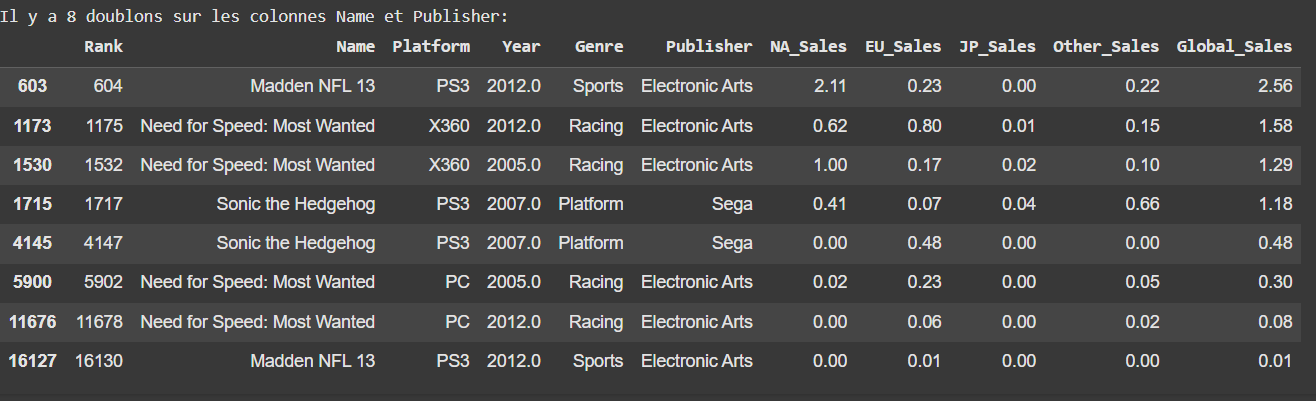 Il y a 8 doublons sur les colonnes Name et Publisher:
Rank Name Platform Year Genre Publisher NA_Sales EU_Sales JP_Sales Other_Sales Global_Sales
603 604 Madden NFL 13 PS3 2012.0 Sports Electronic Arts 2.11 0.23 0.00 0.22 2.56
1173 1175 Need for Speed: Most Wanted X360 2012.0 Racing Electronic Arts 0.62 0.80 0.01 0.15 1.58
1530 1532 Need for Speed: Most Wanted X360 2005.0 Racing Electronic Arts 1.00 0.17 0.02 0.10 1.29
1715 1717 Sonic the Hedgehog PS3 2007.0 Platform Sega 0.41 0.07 0.04 0.66 1.18
4145 4147 Sonic the Hedgehog PS3 2007.0 Platform Sega 0.00 0.48 0.00 0.00 0.48
5900 5902 Need for Speed: Most Wanted PC 2005.0 Racing Electronic Arts 0.02 0.23 0.00 0.05 0.30
11676 11678 Need for Speed: Most Wanted PC 2012.0 Racing Electronic Arts 0.00 0.06 0.00 0.02 0.08
16127 16130 Madden NFL 13 PS3 2012.0 Sports Electronic Arts 0.00 0.01 0.00 0.00 0.01